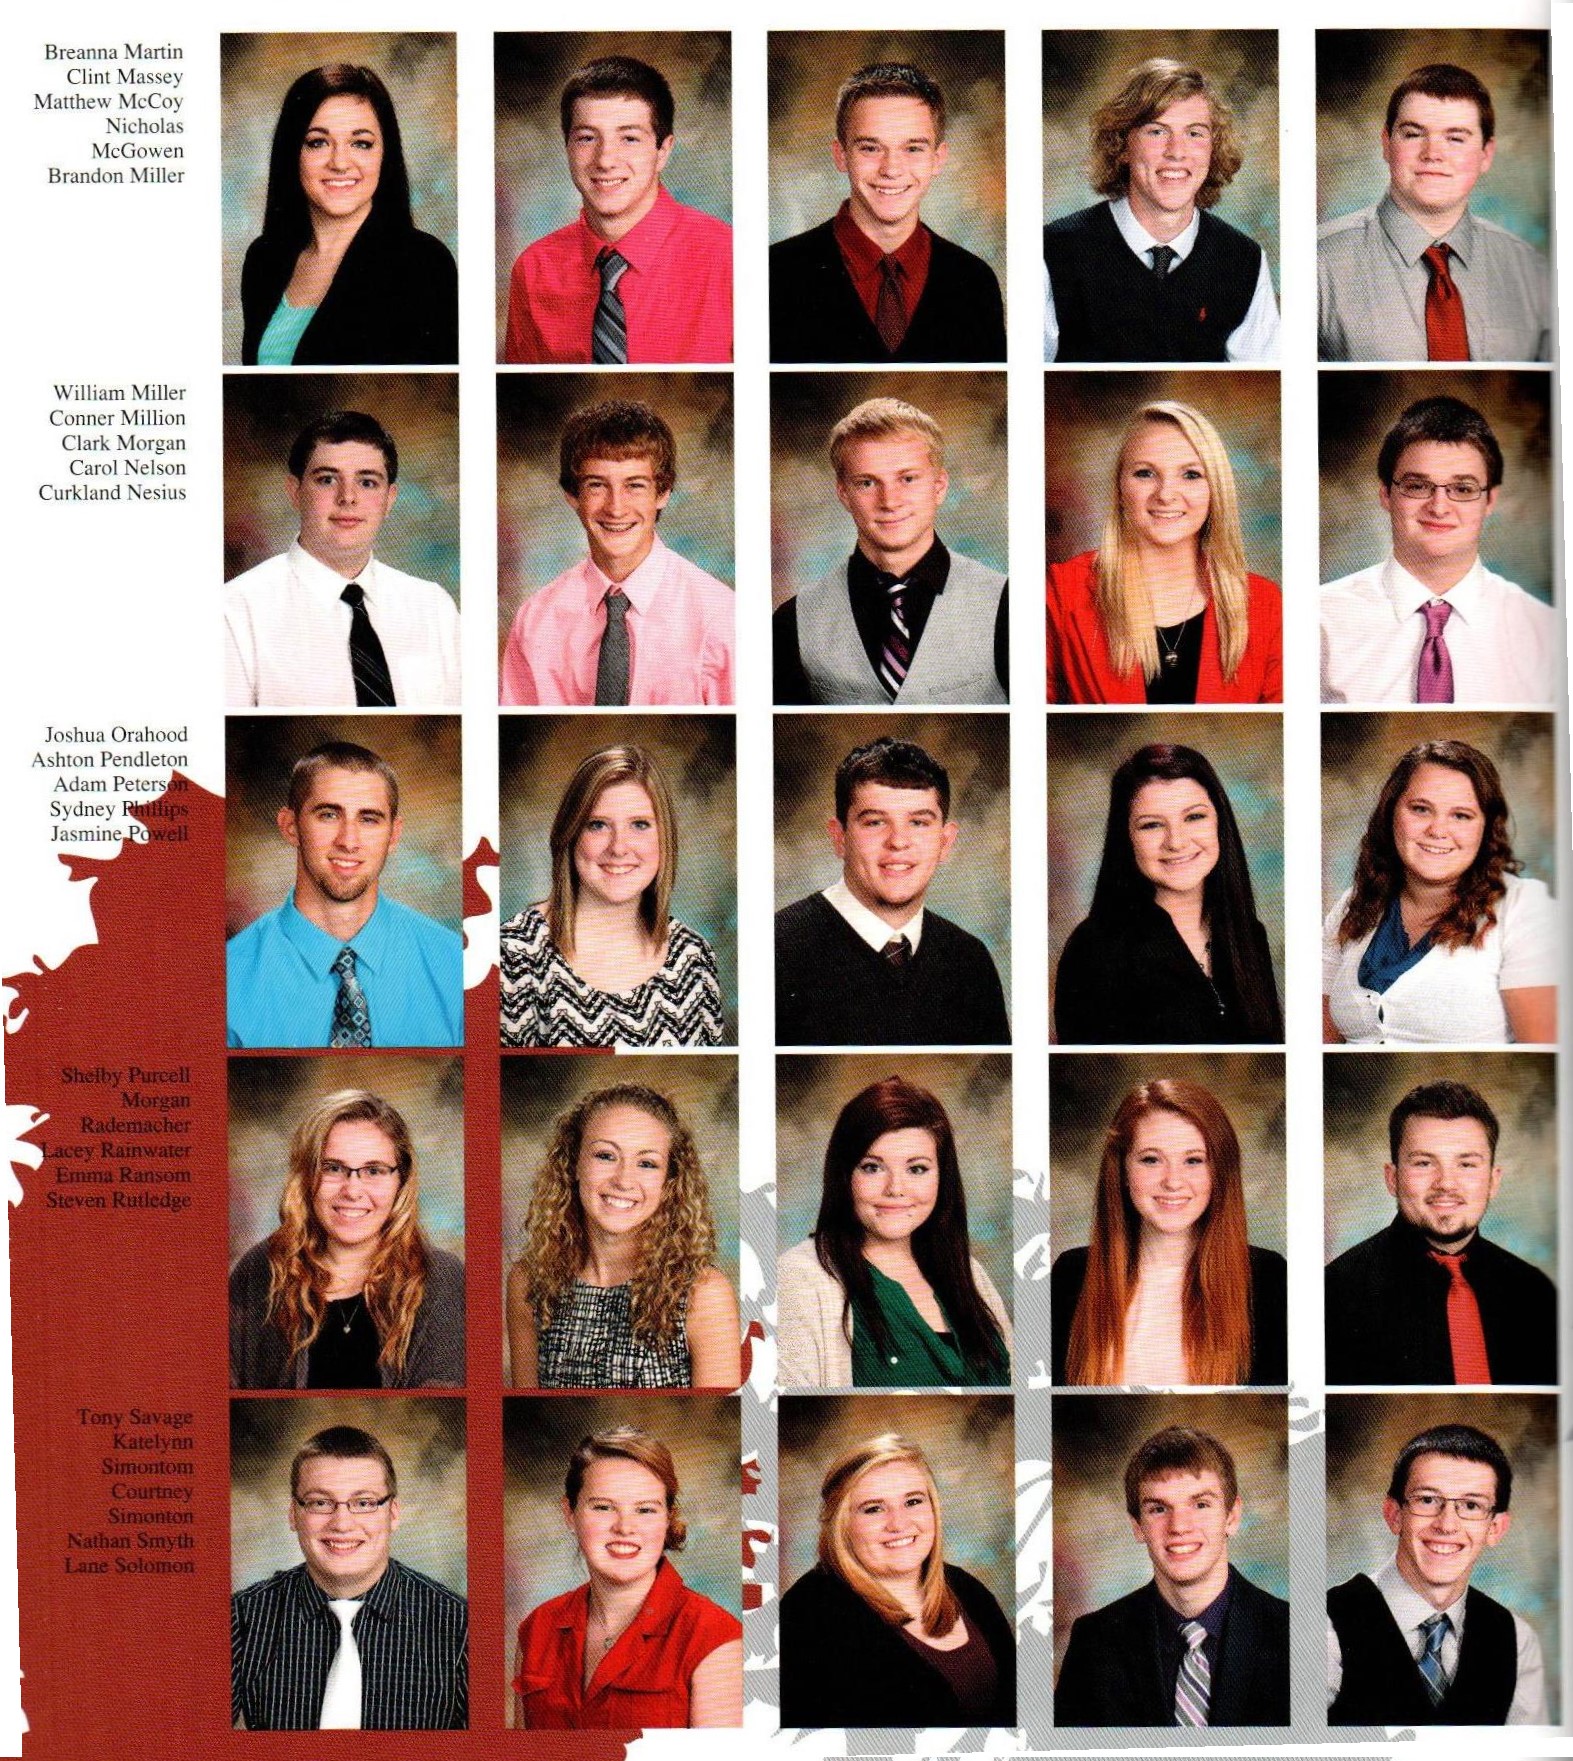 Breanna Martin
Clint Massey
Matthew McCoy
Nicholas
McGowen
Brandon Miller
William Miller
Conner Million
Clark Morgan
Carol Nelson
Curkland Nesius
Joshua Orahood
Ashton Pendleton
Adam Peterson
Sydney Phillips
Jasmine Powell
Shelby Purcell
Morgan
Rademacher
Lacey Rainwater
Emma Ransom
Steven Rutledge
Tony Savage
Katelynn
Simontom
Courtney
Simonton
Nathan Smyth
Lane Solomon